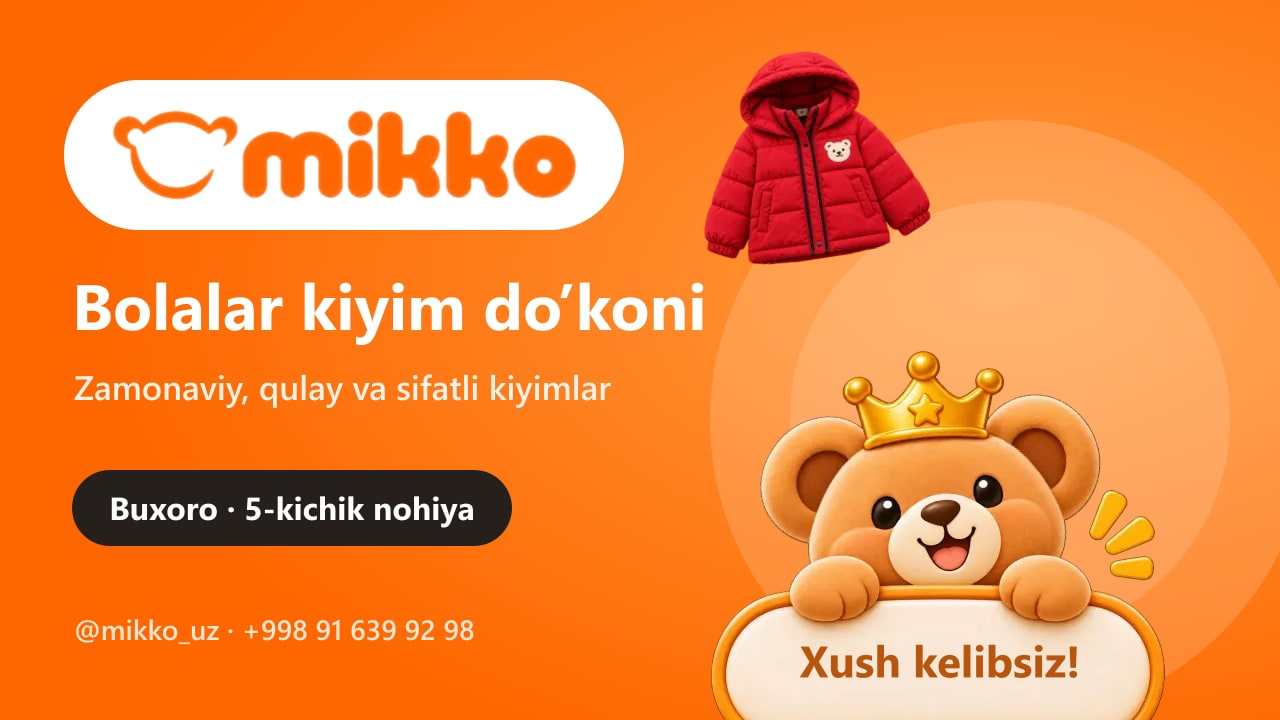 mikko
Bolalar kiyim do‘koni
Zamonaviy, qulay va sifatli kiyimlar
Buxoro · 5-kichik nohiya
@mikko_uz · +998 91 639 92 98
Xush kelibsiz!